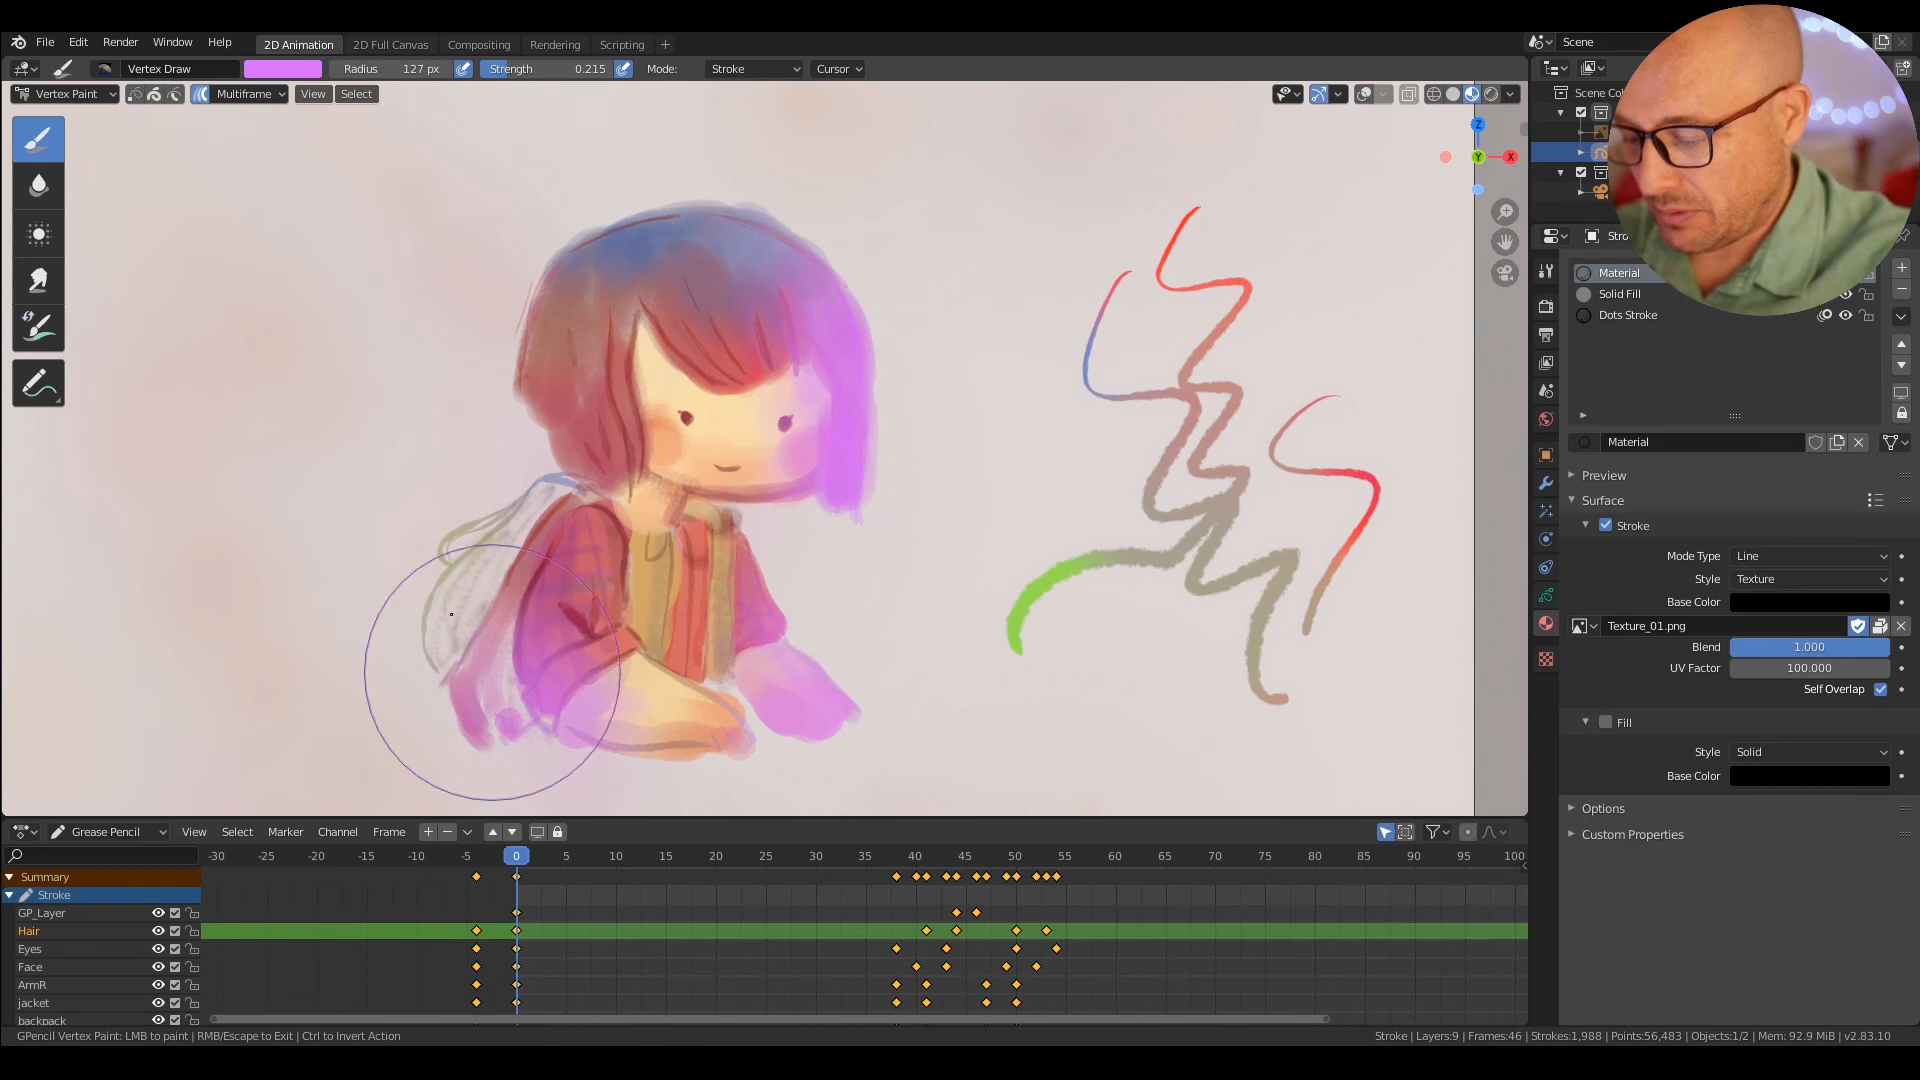 File Edit Render Window Help 2D Animation 2D Full Canvas Compositing Rendering Scripting + Scene
Vertex Draw Radius 127 px Strength 0.215 Mode: Stroke Cursor
Vertex Paint Multiframe View Select
Scene Col
Z
Y X
Stro
Material
Solid Fill
Dots Stroke
Material
Preview
Surface
Stroke
Mode Type Line
Style Texture
Base Color
Texture_01.png
Blend 1.000
UV Factor 100.000
Self Overlap
Fill
Style Solid
Base Color
Options
Custom Properties
Grease Pencil View Select Marker Channel Frame
-30 -25 -20 -15 -10 -5 0 5 10 15 20 25 30 35 40 45 50 55 60 65 70 75 80 85 90 95 100
Summary
Stroke
GP_Layer
Hair
Eyes
Face
ArmR
jacket
backpack
GPencil Vertex Paint: LMB to paint | RMB/Escape to Exit | Ctrl to Invert Action Stroke | Layers:9 | Frames:46 | Strokes:1,988 | Points:56,483 | Objects:1/2 | Mem: 92.9 MiB | v2.83.10